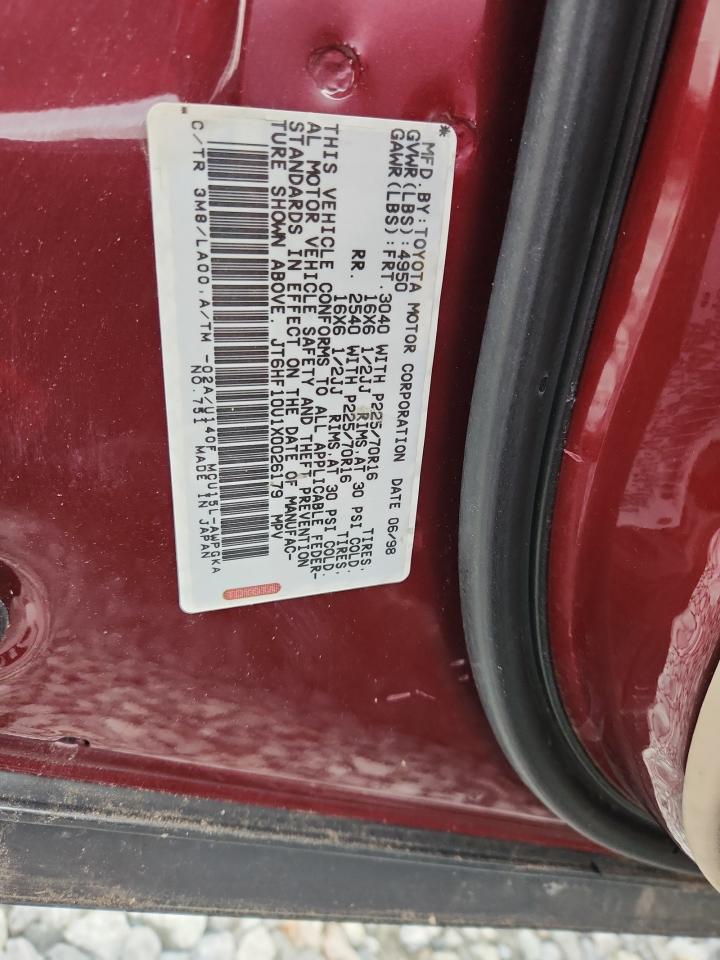 MFD.BY:TOYOTA MOTOR CORPORATION DATE 06/98
GVWR(LBS):4950
GAWR(LBS):FRT.3040 WITH P225/70R16 TIRES,
16X6 1/2JJ RIMS,AT 30 PSI COLD.
RR. 2540 WITH P225/70R16 TIRES,
16X6 1/2JJ RIMS,AT 30 PSI COLD.
THIS VEHICLE CONFORMS TO ALL APPLICABLE FEDER-
AL MOTOR VEHICLE SAFETY AND THEFT PREVENTION
STANDARDS IN EFFECT ON THE DATE OF MANUFAC-
TURE SHOWN ABOVE. JT6HF10U1X0026179 MPV
C/TR 3M8/LA00,A/TM -02A/U140F MCU15L-AWPGKA
NO.751 MADE IN JAPAN